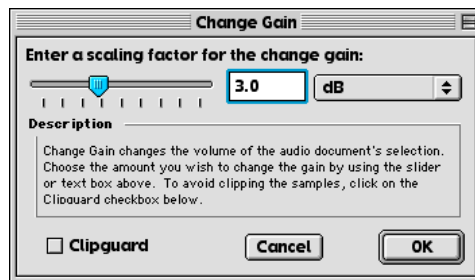 Change Gain
Enter a scaling factor for the change gain:
3.0 dB
Description
Change Gain changes the volume of the audio document's selection.
Choose the amount you wish to change the gain by using the slider
or text box above. To avoid clipping the samples, click on the
Clipguard checkbox below.
Clipguard Cancel OK